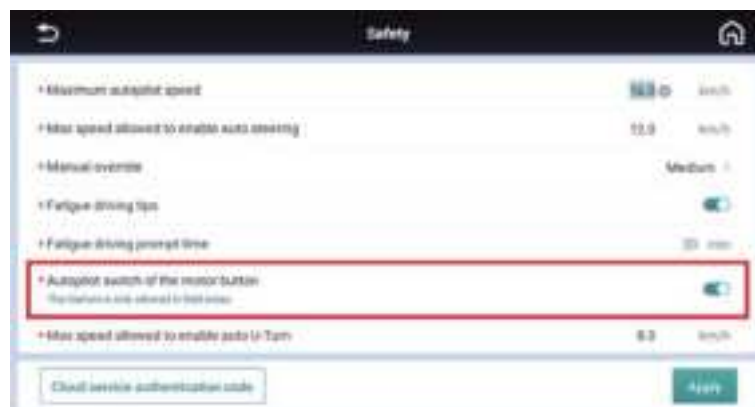 Safety
Maximum autopilot speed
km/h
Max speed allowed to enable auto steering
12.0 km/h
Manual override
Medium
Fatigue driving tips
Fatigue driving prompt time
min
Autopilot switch of the motor button
Max speed allowed to enable auto U-Turn
km/h
Cloud service authentication code
Apply